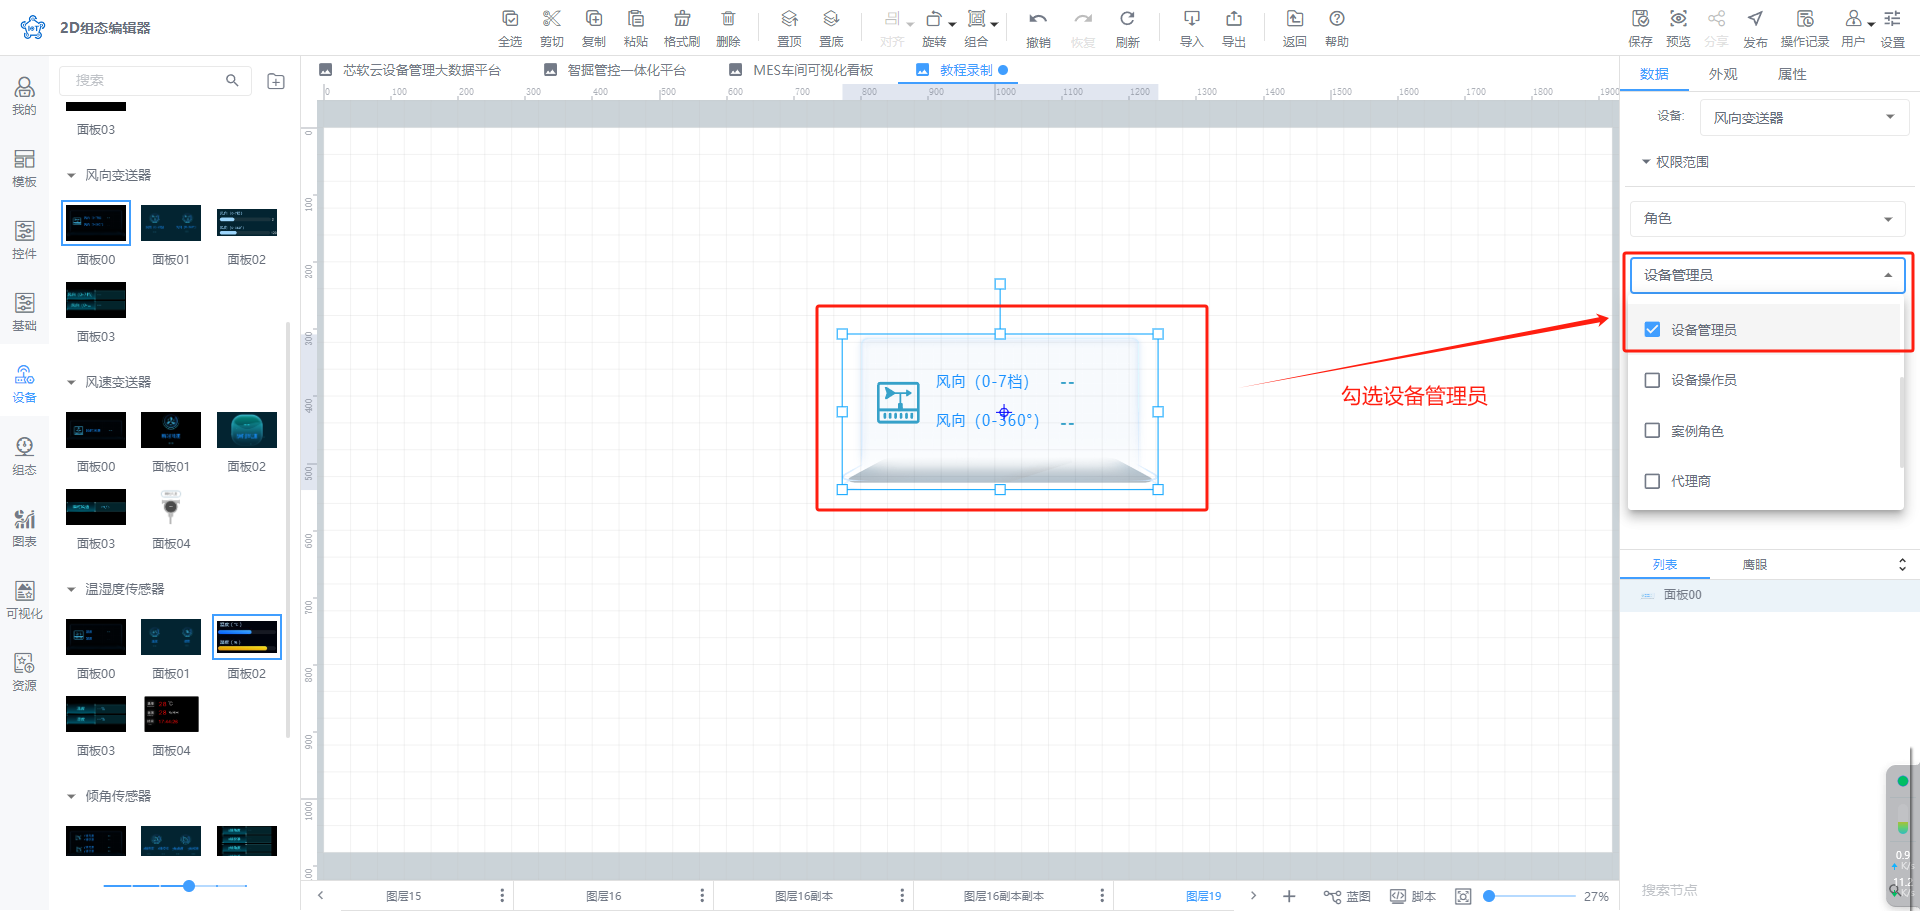 2D组态编辑器
全选
剪切
复制
粘贴
格式刷
删除
置顶
置底
对齐
旋转
组合
撤销
恢复
刷新
导入
导出
返回
帮助
保存
预览
分享
发布
操作记录
用户
设置
我的
模板
控件
基础
设备
组态
图表
可视化
资源
搜索
面板03
风向变送器
面板00
面板01
面板02
面板03
风速变送器
面板00
面板01
面板02
面板03
面板04
温湿度传感器
面板00
面板01
面板02
面板03
面板04
倾角传感器
芯软云设备管理大数据平台
智掘管控一体化平台
MES车间可视化看板
教程录制
0 100 200 300 400 500 600 700 800 900 1000 1100 1200 1300 1400 1500 1600 1700 1800 1900
0
100
200
300
400
500
600
700
800
900
1000
风向（0-7档） --
风向（0-360°） --
勾选设备管理员
数据
外观
属性
设备:
风向变送器
权限范围
角色
设备管理员
设备管理员
设备操作员
案例角色
代理商
列表
鹰眼
面板00
搜索节点
0.9
11.2
图层15
图层16
图层16副本
图层16副本副本
图层19
蓝图
脚本
27%